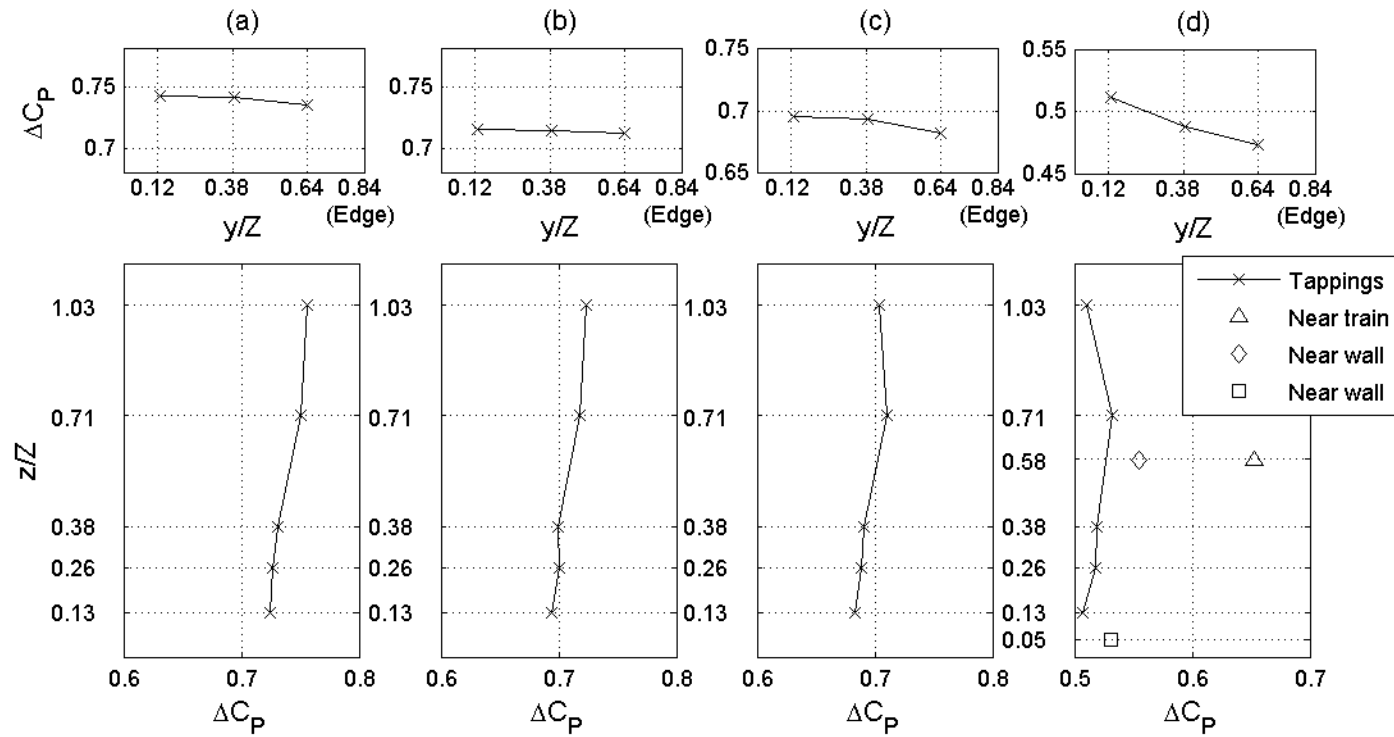 (a) (b) (c) (d)
ΔC_P
0.75
0.7
0.12 0.38 0.64 0.84
(Edge)
y/Z
0.75
0.7
0.12 0.38 0.64 0.84
(Edge)
y/Z
0.75
0.7
0.65
0.12 0.38 0.64 0.84
(Edge)
y/Z
0.55
0.5
0.45
0.12 0.38 0.64 0.84
(Edge)
y/Z
z/Z
1.03
0.71
0.38
0.26
0.13
0.6 0.7 0.8
ΔC_P
1.03
0.71
0.38
0.26
0.13
0.6 0.7 0.8
ΔC_P
1.03
0.71
0.38
0.26
0.13
0.6 0.7 0.8
ΔC_P
1.03
0.71
0.58
0.38
0.26
0.13
0.05
0.5 0.6 0.7
ΔC_P
Tappings
Near train
Near wall
Near wall